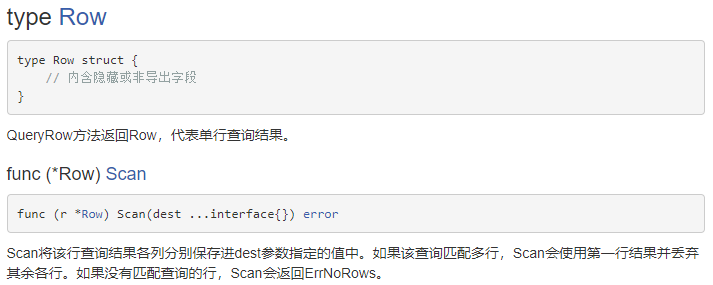 type Row
type Row struct {
    // 内含隐藏或非导出字段
}
QueryRow方法返回Row，代表单行查询结果。
func (*Row) Scan
func (r *Row) Scan(dest ...interface{}) error
Scan将该行查询结果各列分别保存进dest参数指定的值中。如果该查询匹配多行，Scan会使用第一行结果并丢弃
其余各行。如果没有匹配查询的行，Scan会返回ErrNoRows。